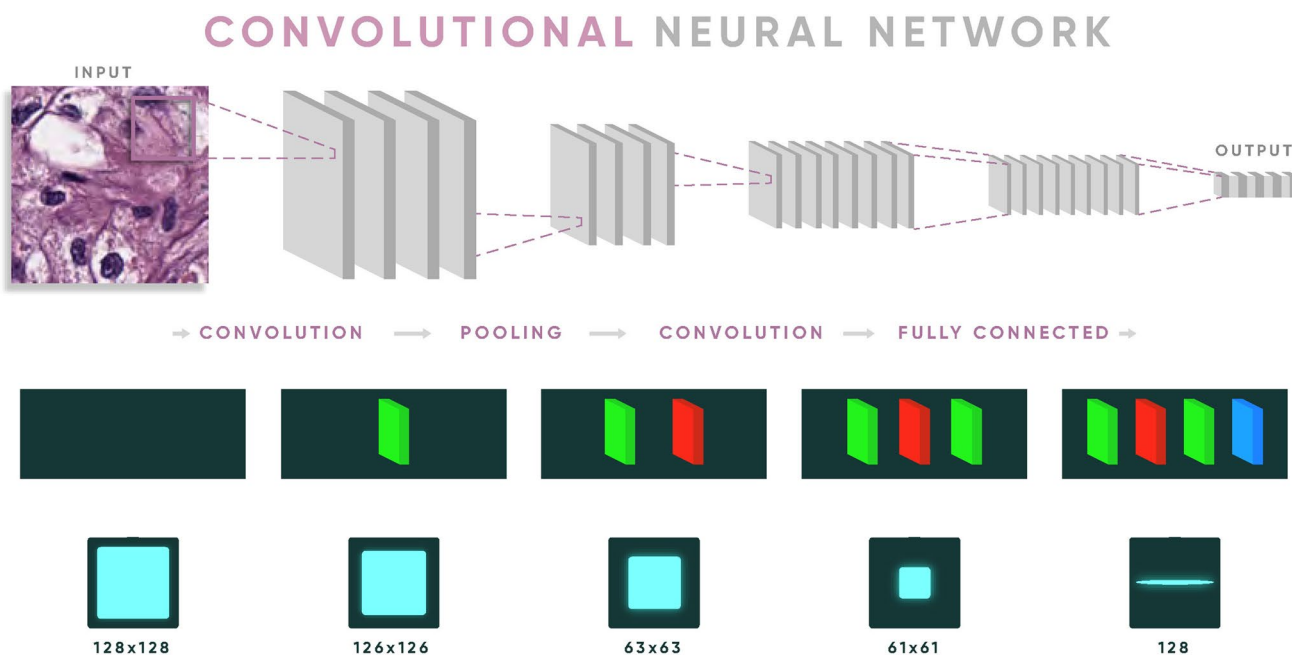 CONVOLUTIONAL NEURAL NETWORK
INPUT
OUTPUT
CONVOLUTION
POOLING
CONVOLUTION
FULLY CONNECTED
128x128
126x126
63x63
61x61
128